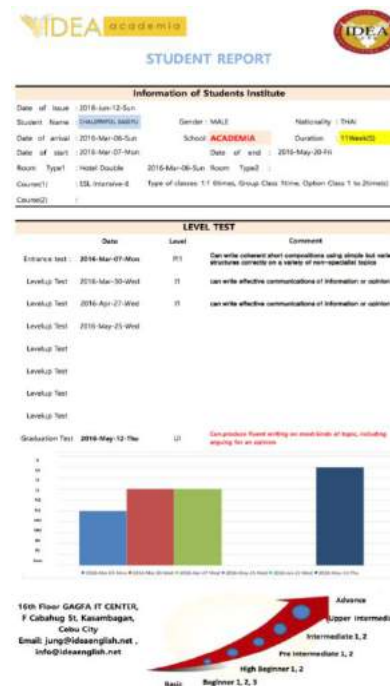 IDEA academia
IDEA
STUDENT REPORT
Information of Students Institute
Date of Issue : 2016-Jun-12-Sun
Student Name Gender : MALE Nationality : THAI
Date of arrival : 2016-Mar-06-Sun School ACADEMIA Duration 11Week(S)
Date of start : 2016-Mar-07-Mon Date of end : 2016-May-20-Fri
Room Type1 : Hotel Double 2016-Mar-06-Sun Room Type2 :
Course(1) : ESL Intensive-6 Type of classes: 1:1 6times, Group Class 1time, Option Class 1 to 2times)
Course(2) :
LEVEL TEST
Date Level Comment
Entrance test : 2016-Mar-07-Mon Can write coherent short compositions using simple but
structures correctly on a variety of non-specialist topics
Levelup Test 2016-Mar-30-Wed I1 can write effective communications of information or
Levelup Test 2016-Apr-27-Wed I1 can write effective communications of information or
Levelup Test 2016-May-25-Wed
Levelup Test
Levelup Test
Levelup Test
Levelup Test
Graduation Test 2016-May-12-Thu UI Can produce fluent writing on most kinds of topic, including
arguing for an opinion
16th Floor GAGFA IT CENTER,
F Cabahug St, Kasambagan,
Cebu City
Email: jung@ideaenglish.net ,
info@ideaenglish.net
Advance
Upper Intermedia
Intermediate 1, 2
Pre Intermediate 1, 2
High Beginner 1, 2
Beginner 1, 2, 3
Basic